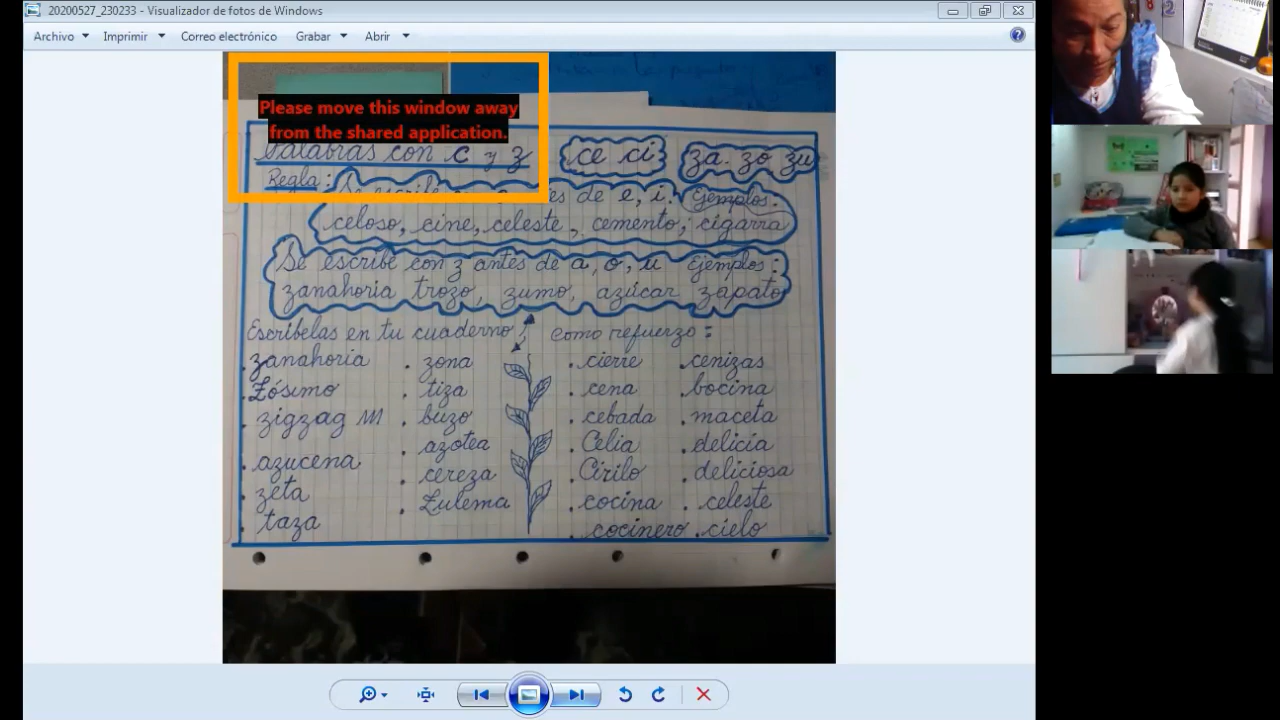 20200527_230233 - Visualizador de fotos de Windows
Archivo Imprimir Correo electrónico Grabar Abrir
Please move this window away
from the shared application.
Palabras con c y z ce ci za zo zu
Regla: Se escribe con c antes de e, i. Ejemplos:
celoso, cine, celeste, cemento, cigarra
Se escribe con z antes de a, o, u Ejemplos:
zanahoria trozo, zumo, azúcar zapato
Escríbelas en tu cuaderno, como refuerzo:
. zanahoria
. Zósimo
. zigzag
. azucena
. zeta
. taza
. zona
. tiza
. buzo
. azotea
. cereza
. Zulema
. cierre
. cena
. cebada
. Celia
. Cirilo
. cocina
. cocinero
. cenizas
. bocina
. maceta
. delicia
. deliciosa
. celeste
. cielo